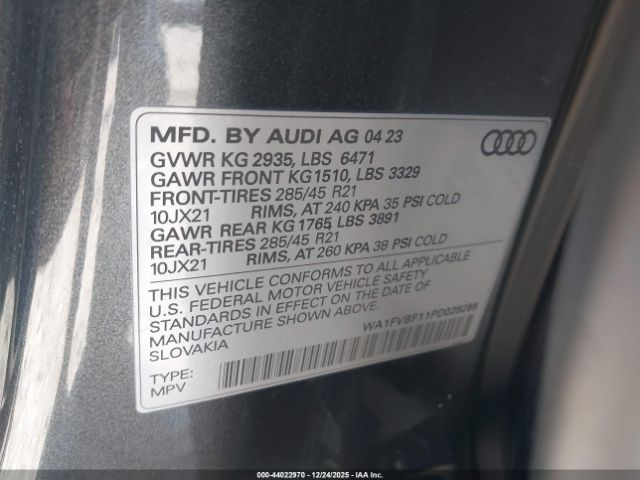 MFD. BY AUDI AG 04 23
GVWR KG 2935, LBS 6471
GAWR FRONT KG1510, LBS 3329
FRONT-TIRES 285/45 R21
10JX21 RIMS, AT 240 KPA 35 PSI COLD
GAWR REAR KG 1765, LBS 3891
REAR-TIRES 285/45 R21
10JX21 RIMS, AT 260 KPA 38 PSI COLD
THIS VEHICLE CONFORMS TO ALL APPLICABLE
U.S. FEDERAL MOTOR VEHICLE SAFETY
STANDARDS IN EFFECT ON THE DATE OF
MANUFACTURE SHOWN ABOVE.
SLOVAKIA
WA1FVBF11PD028295
TYPE:
MPV
000-44022970 - 12/24/2025 - IAA Inc.